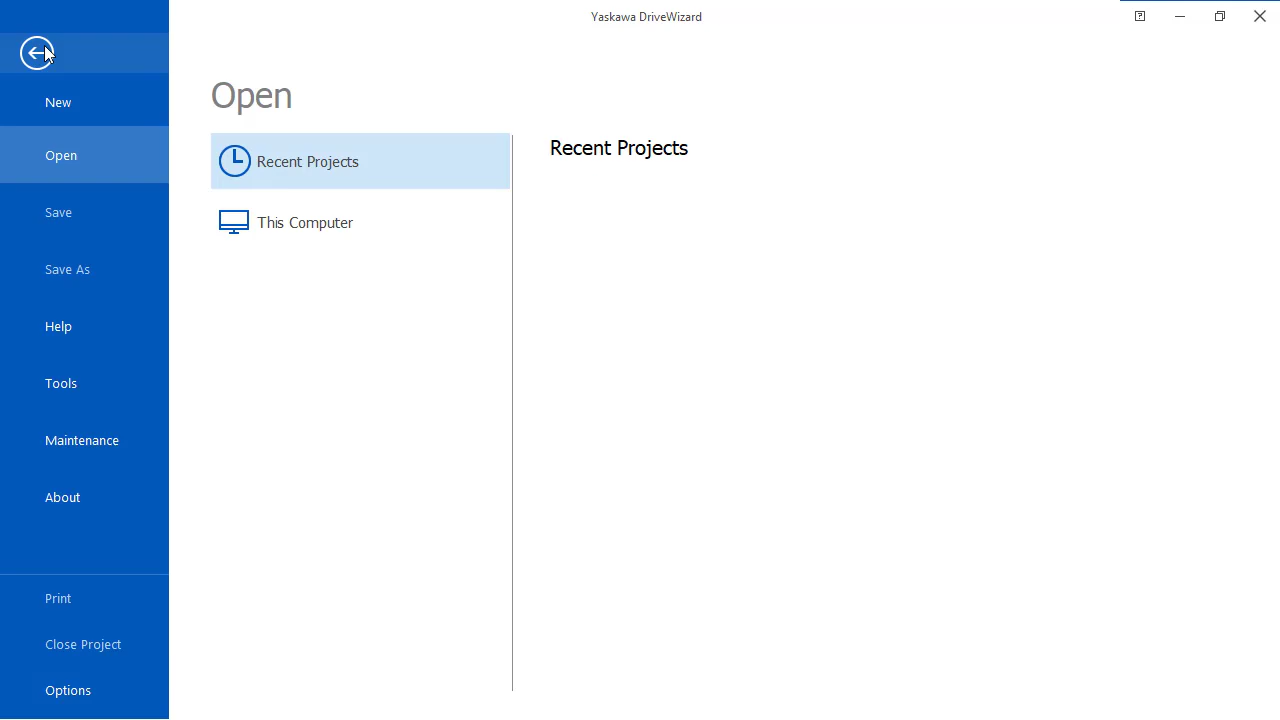 Yaskawa DriveWizard
New
Open
Save
Save As
Help
Tools
Maintenance
About
Print
Close Project
Options
Open
Recent Projects
This Computer
Recent Projects